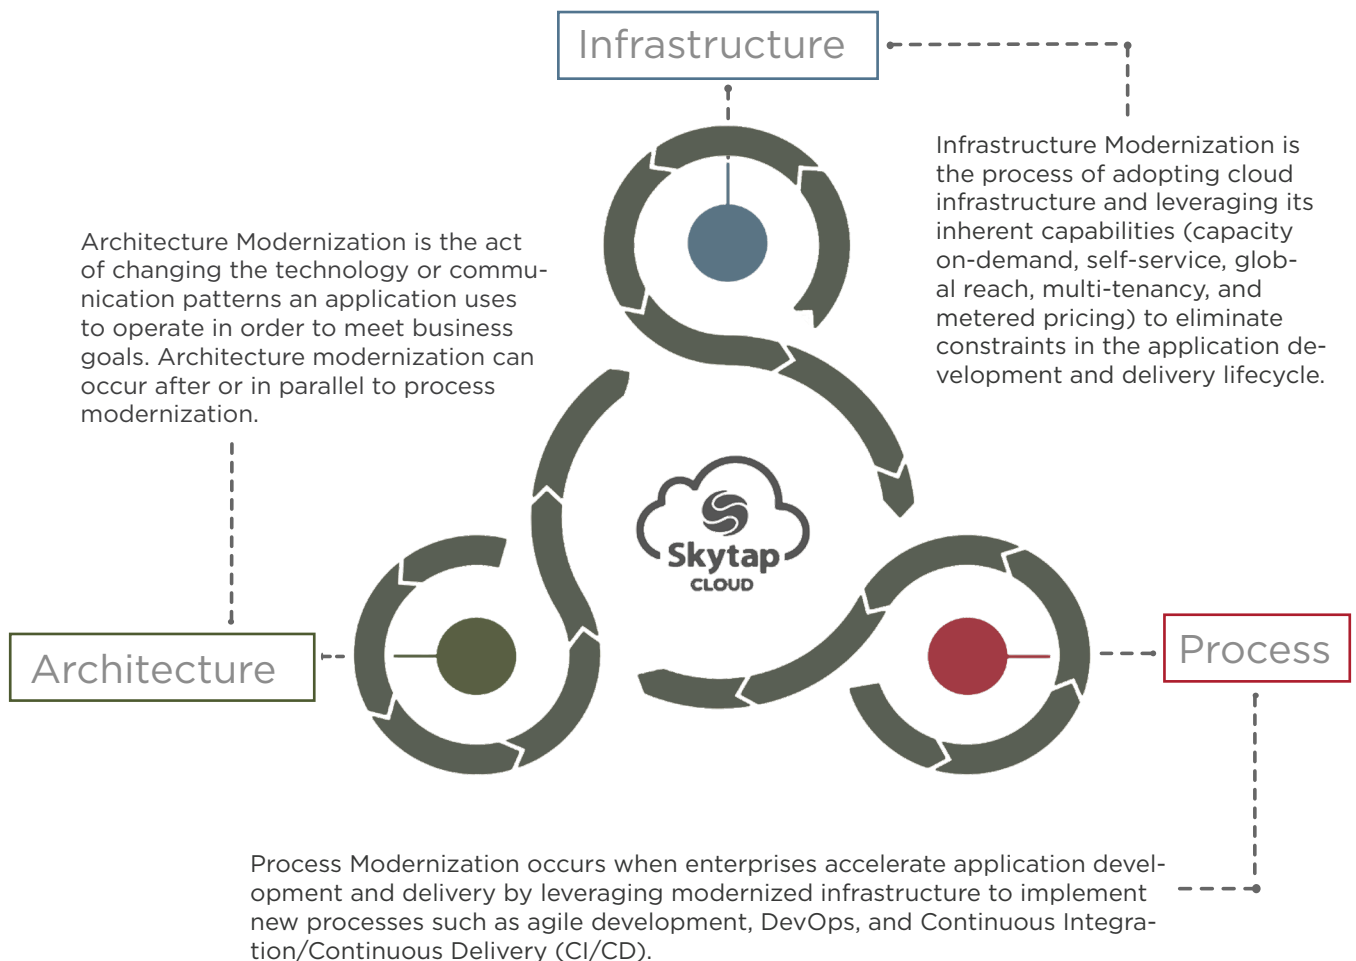 Infrastructure
Infrastructure Modernization is
the process of adopting cloud
infrastructure and leveraging its
inherent capabilities (capacity
on-demand, self-service, glob-
al reach, multi-tenancy, and
metered pricing) to eliminate
constraints in the application de-
velopment and delivery lifecycle.
Architecture Modernization is the act
of changing the technology or commu-
nication patterns an application uses
to operate in order to meet business
goals. Architecture modernization can
occur after or in parallel to process
modernization.
Skytap
CLOUD
Architecture
Process
Process Modernization occurs when enterprises accelerate application devel-
opment and delivery by leveraging modernized infrastructure to implement
new processes such as agile development, DevOps, and Continuous Integra-
tion/Continuous Delivery (CI/CD).